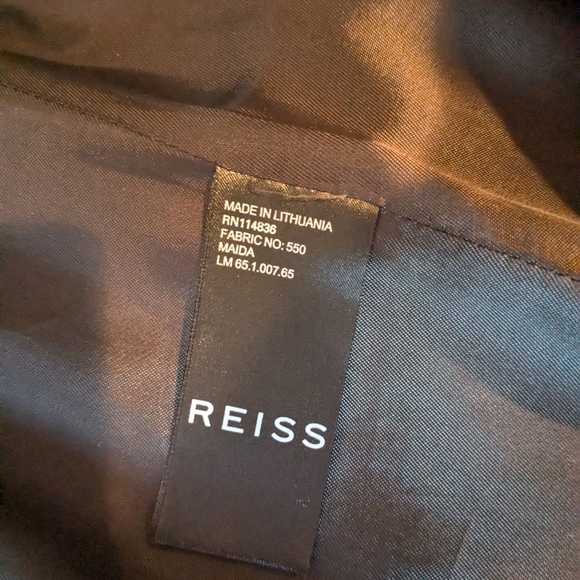 MADE IN LITHUANIA
RN114836
FABRIC NO: 550
MAIDA
LM 65.1.007.65
REISS